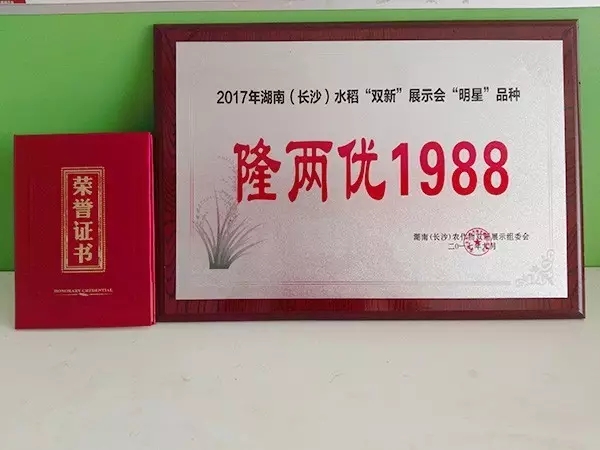 荣誉证书
HONORARY CREDENTIAL
2017年湖南（长沙）水稻“双新”展示会“明星”品种
隆两优1988
湖南(长沙)农作物
展示组委会